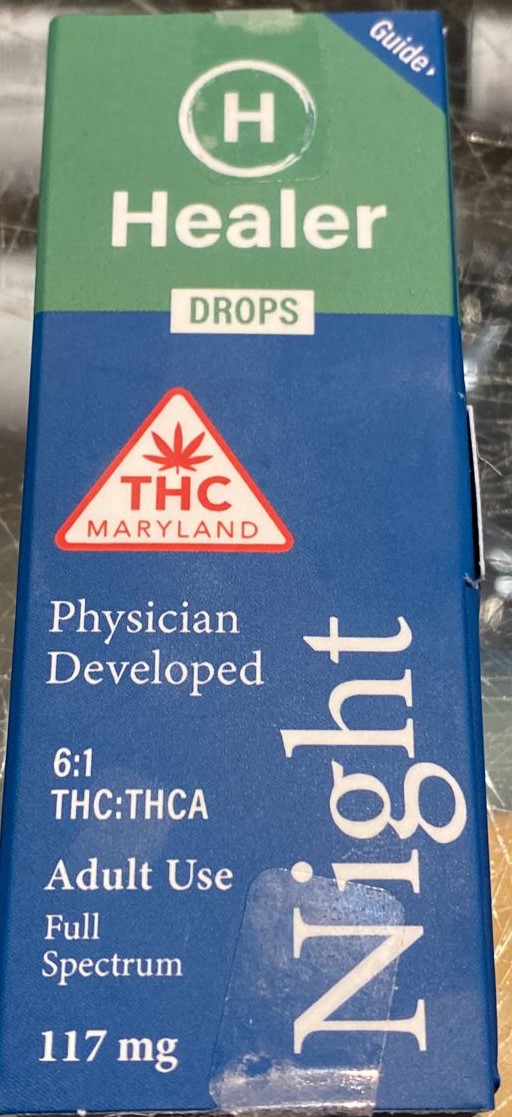 Guide
H
Healer
DROPS
THC
MARYLAND
Physician
Developed
6:1
THC:THCA
Adult Use
Full
Spectrum
117 mg
Night